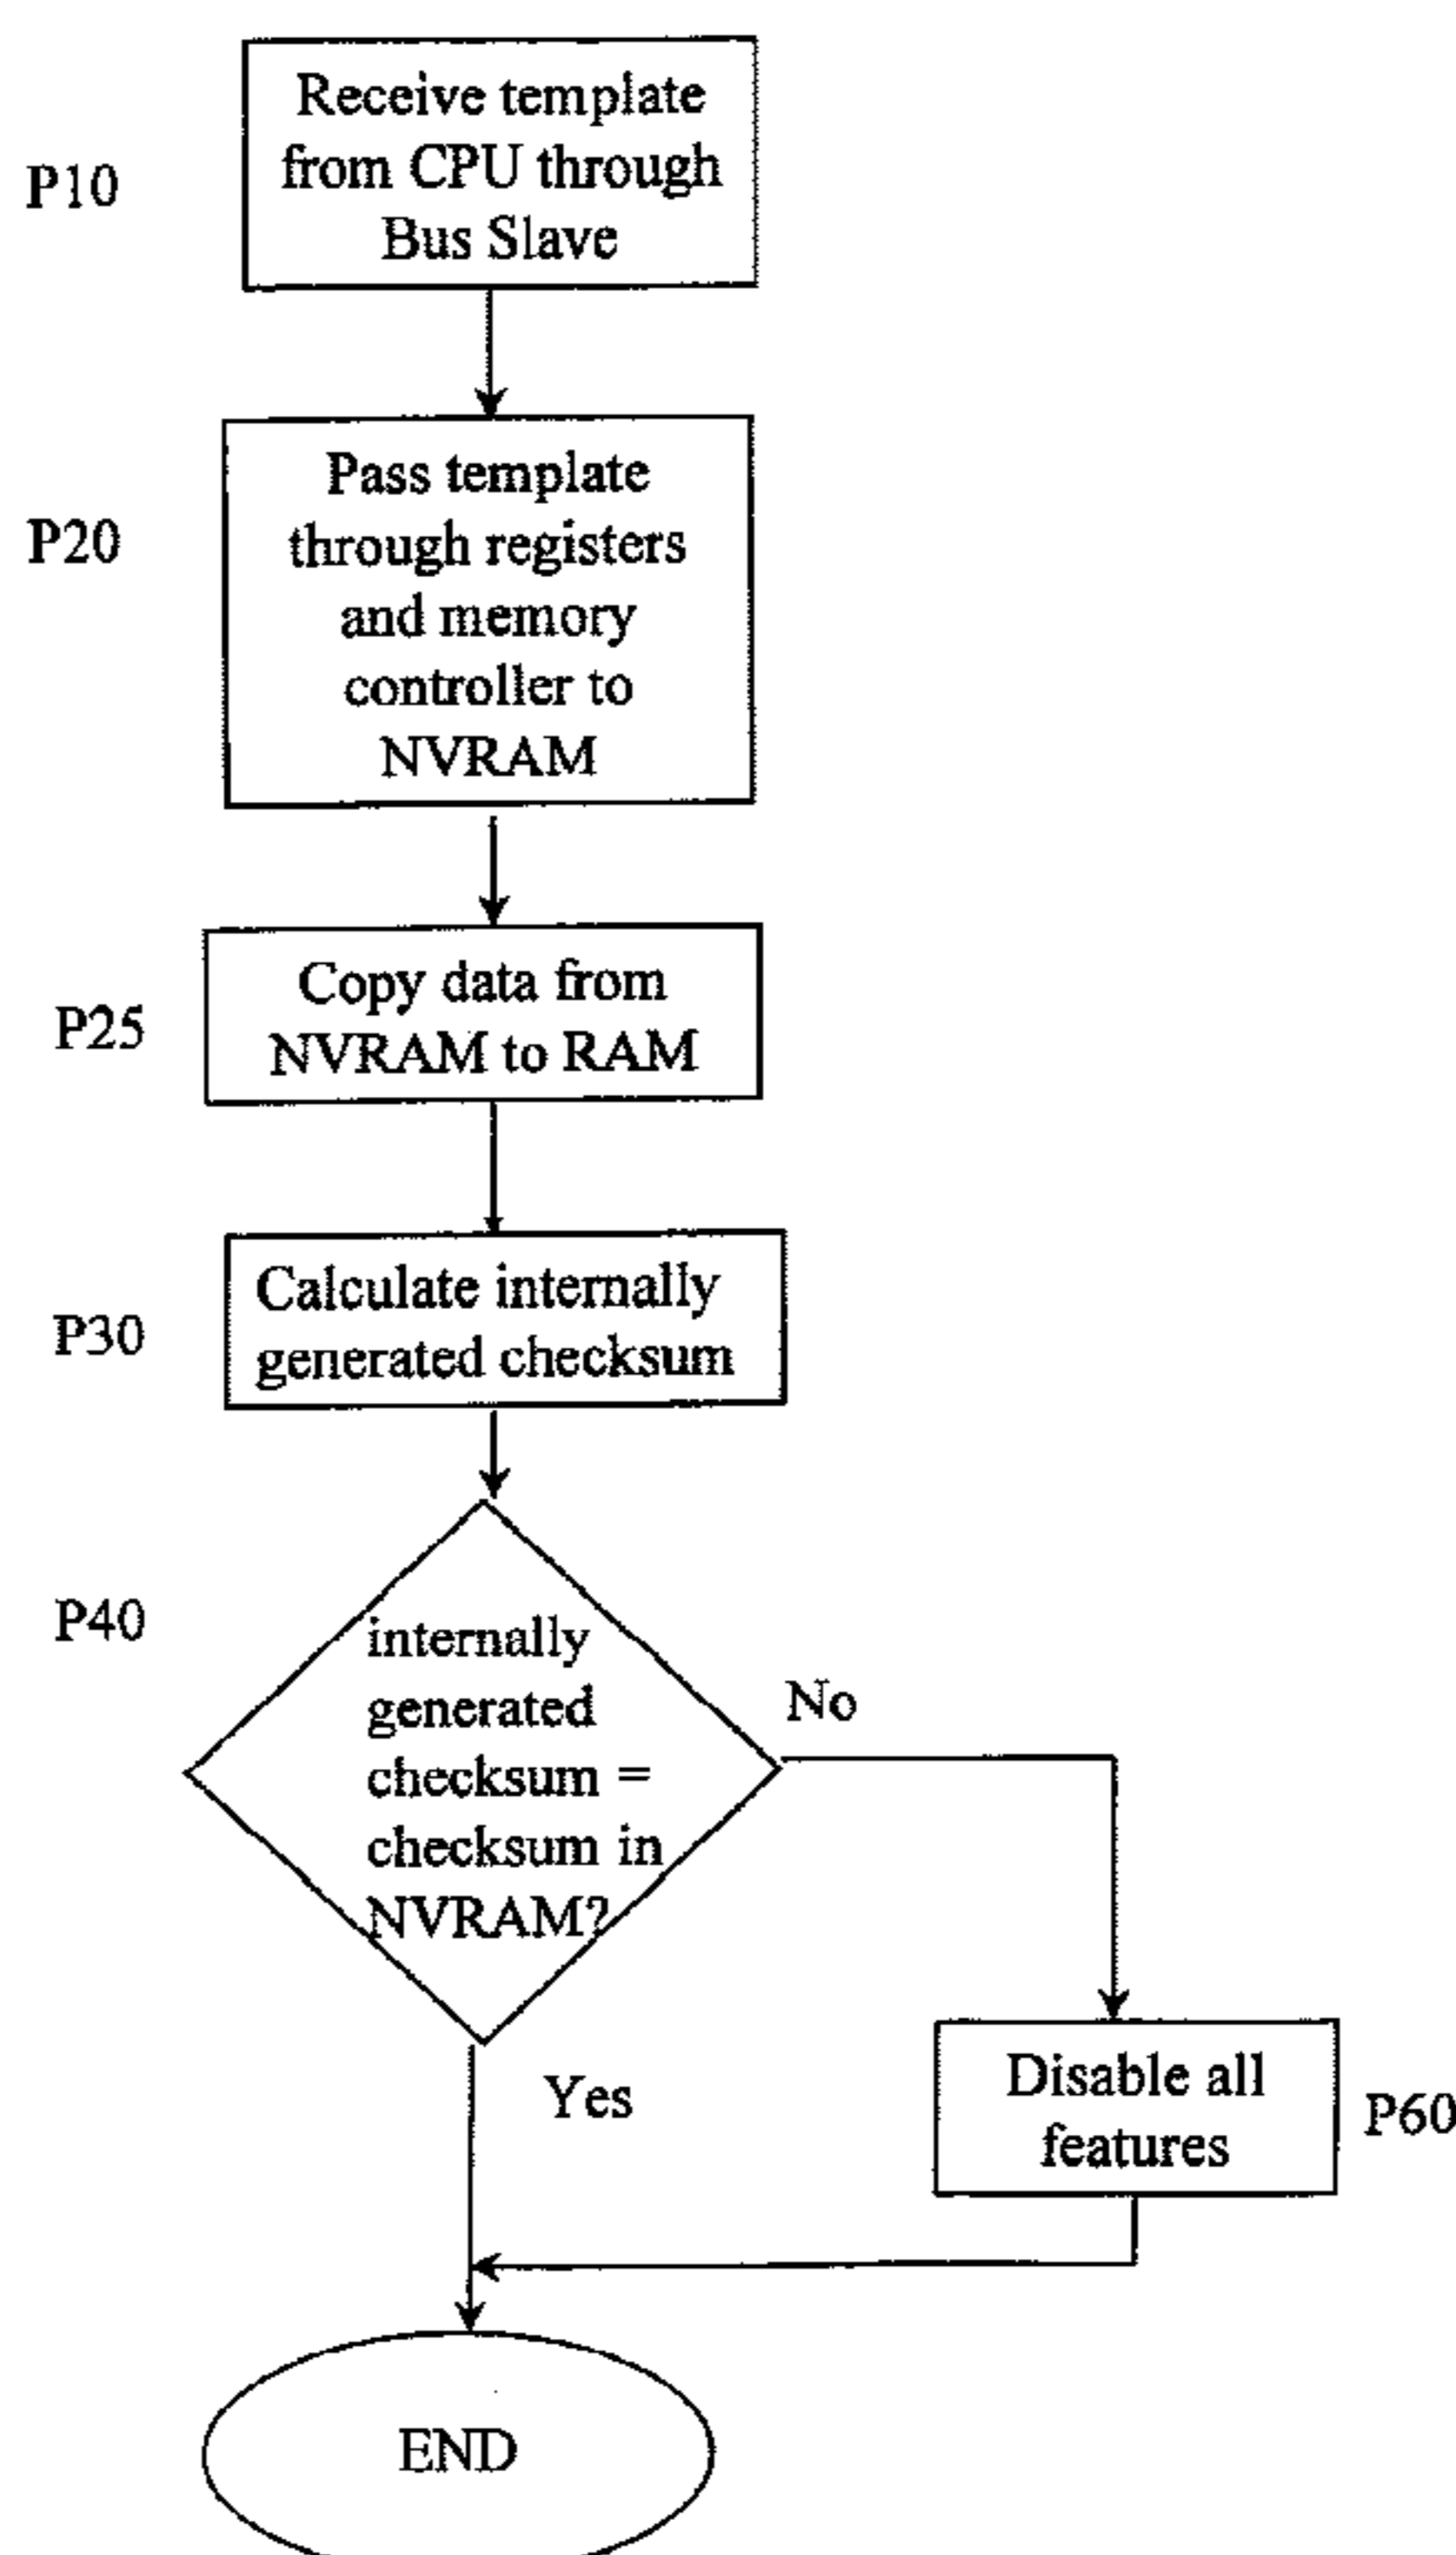 P10
Receive template
from CPU through
Bus Slave
P20
Pass template
through registers
and memory
controller to
NVRAM
P25
Copy data from
NVRAM to RAM
P30
Calculate internally
generated checksum
P40
internally
generated
checksum =
checksum in
NVRAM?
No
Yes
Disable all
features
P60
END